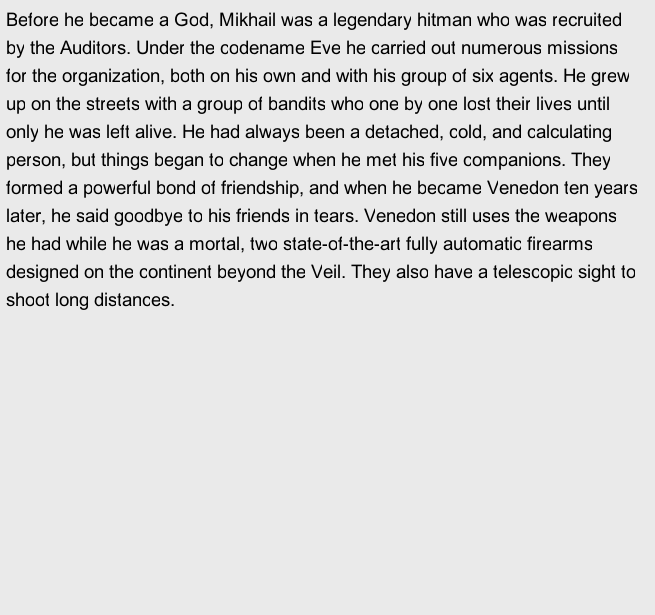 Before he became a God, Mikhail was a legendary hitman who was recruited
by the Auditors. Under the codename Eve he carried out numerous missions
for the organization, both on his own and with his group of six agents. He grew
up on the streets with a group of bandits who one by one lost their lives until
only he was left alive. He had always been a detached, cold, and calculating
person, but things began to change when he met his five companions. They
formed a powerful bond of friendship, and when he became Venedon ten years
later, he said goodbye to his friends in tears. Venedon still uses the weapons
he had while he was a mortal, two state-of-the-art fully automatic firearms
designed on the continent beyond the Veil. They also have a telescopic sight to
shoot long distances.